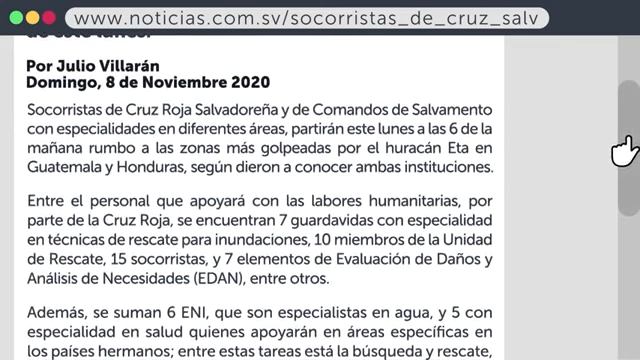 www.noticias.com.sv/socorristas_de_cruz_salv
de este lunes.
Por Julio Villarán
Domingo, 8 de Noviembre 2020
Socorristas de Cruz Roja Salvadoreña y de Comandos de Salvamento
con especialidades en diferentes áreas, partirán este lunes a las 6 de la
mañana rumbo a las zonas más golpeadas por el huracán Eta en
Guatemala y Honduras, según dieron a conocer ambas instituciones.
Entre el personal que apoyará con las labores humanitarias, por
parte de la Cruz Roja, se encuentran 7 guardavidas con especialidad
en técnicas de rescate para inundaciones, 10 miembros de la Unidad
de Rescate, 15 socorristas, y 7 elementos de Evaluación de Daños y
Análisis de Necesidades (EDAN), entre otros.
Además, se suman 6 ENI, que son especialistas en agua, y 5 con
especialidad en salud quienes apoyarán en áreas específicas en
los países hermanos; entre estas tareas está la búsqueda y rescate,